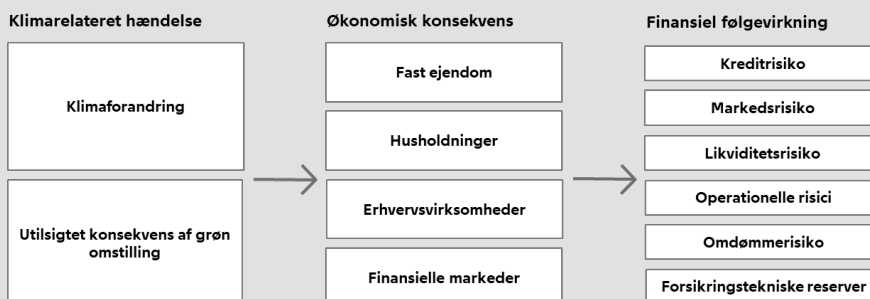 Klimarelateret hændelse
Klimaforandring
Utilsigtet konsekvens af grøn
omstilling
Økonomisk konsekvens
Fast ejendom
Husholdninger
Erhvervsvirksomheder
Finansielle markeder
Finansiel følgevirkning
Kreditrisiko
Markedsrisiko
Likviditetsrisiko
Operationelle risici
Omdømmerisiko
Forsikringstekniske reserver